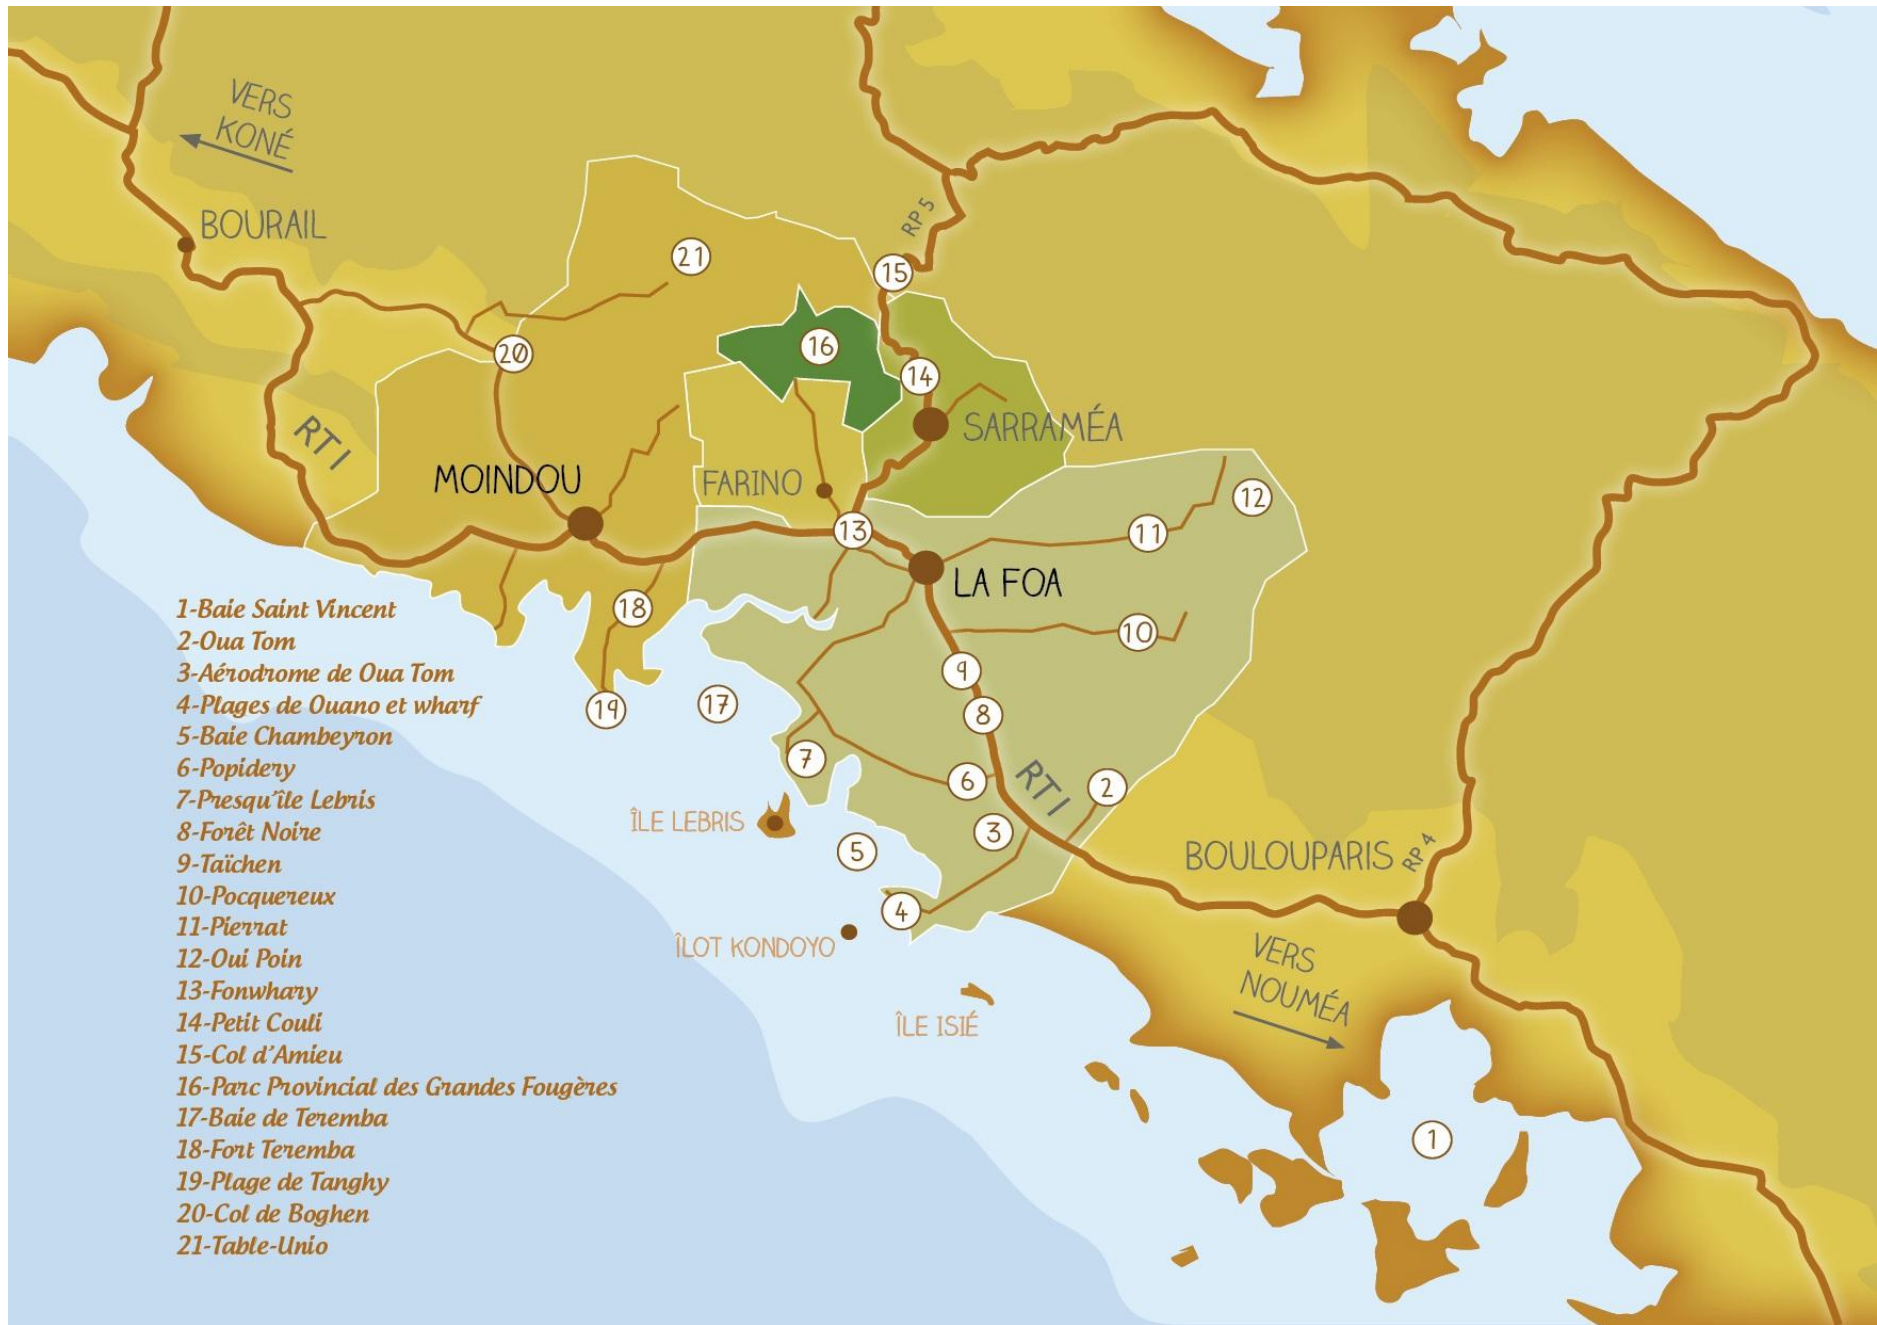 VERS
KONÉ
BOURAIL
RP 5
21
15
20
16
14
RT1
SARRAMÉA
MOINDOU
FARINO
12
13
11
LA FOA
18
10
9
19
17
8
7
6
RT1
2
ÎLE LEBRIS
3
5
BOULOUPARIS
RP 4
4
ÎLOT KONDOYO
VERS
NOUMÉA
ÎLE ISIÉ
1
1-Baie Saint Vincent
2-Oua Tom
3-Aérodrome de Oua Tom
4-Plages de Ouano et wharf
5-Baie Chambeyron
6-Popidery
7-Presqu'île Lebris
8-Forêt Noire
9-Taïchen
10-Pocquereux
11-Pierrat
12-Oui Poin
13-Fonwhary
14-Petit Couli
15-Col d'Amieu
16-Parc Provincial des Grandes Fougères
17-Baie de Teremba
18-Fort Teremba
19-Plage de Tanghy
20-Col de Boghen
21-Table-Unio